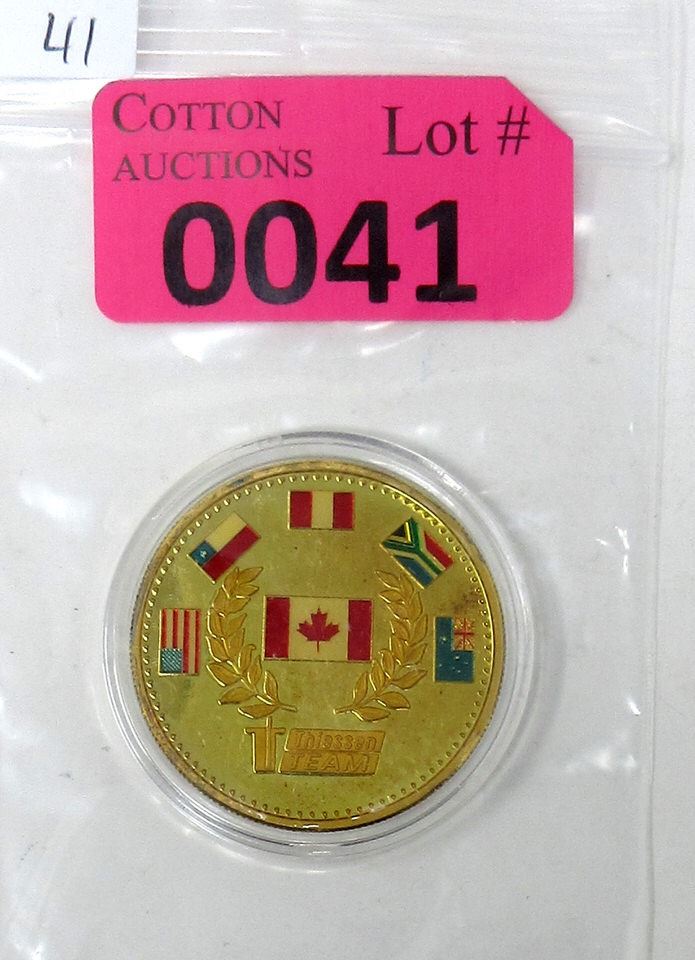 41
COTTON
AUCTIONS
Lot #
0041
Thiessen
TEAM